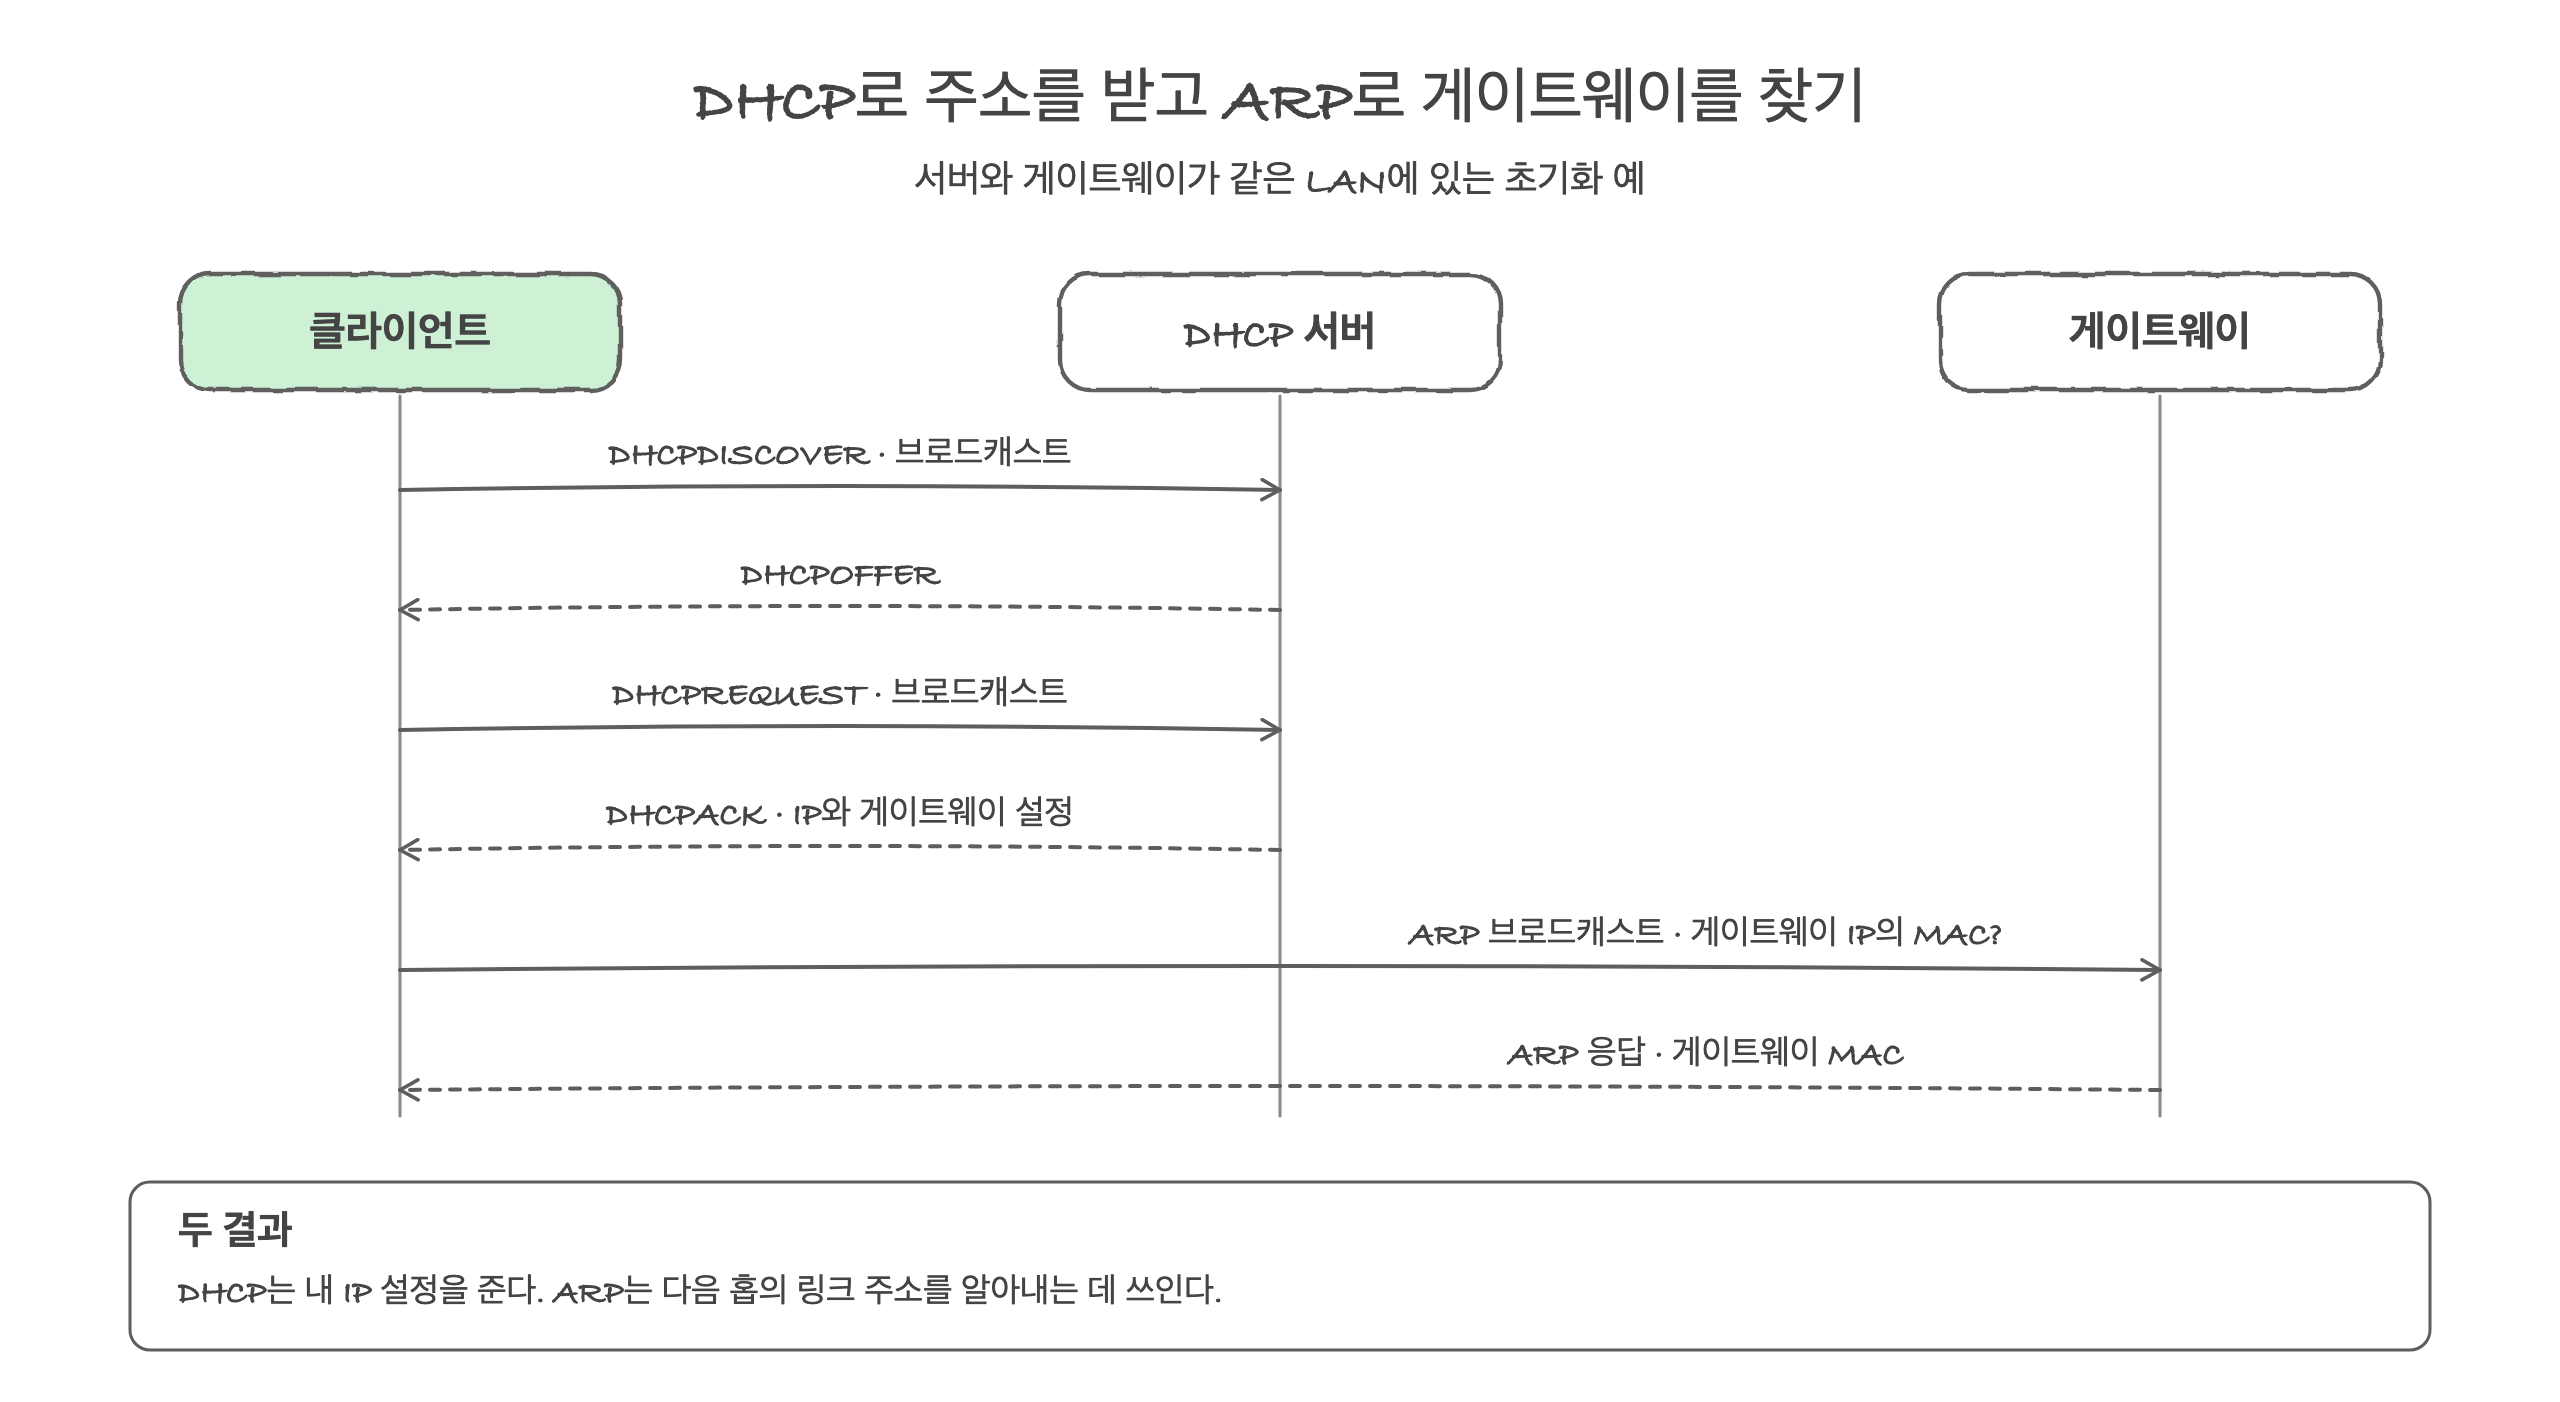 DHCP로 주소를 받고 ARP로 게이트웨이를 찾기
서버와 게이트웨이가 같은 LAN에 있는 초기화 예
클라이언트
DHCP 서버
게이트웨이
DHCPDISCOVER · 브로드캐스트
DHCPOFFER
DHCPREQUEST · 브로드캐스트
DHCPACK · IP와 게이트웨이 설정
ARP 브로드캐스트 · 게이트웨이 IP의 MAC?
ARP 응답 · 게이트웨이 MAC
두 결과
DHCP는 내 IP 설정을 준다. ARP는 다음 홉의 링크 주소를 알아내는 데 쓰인다.